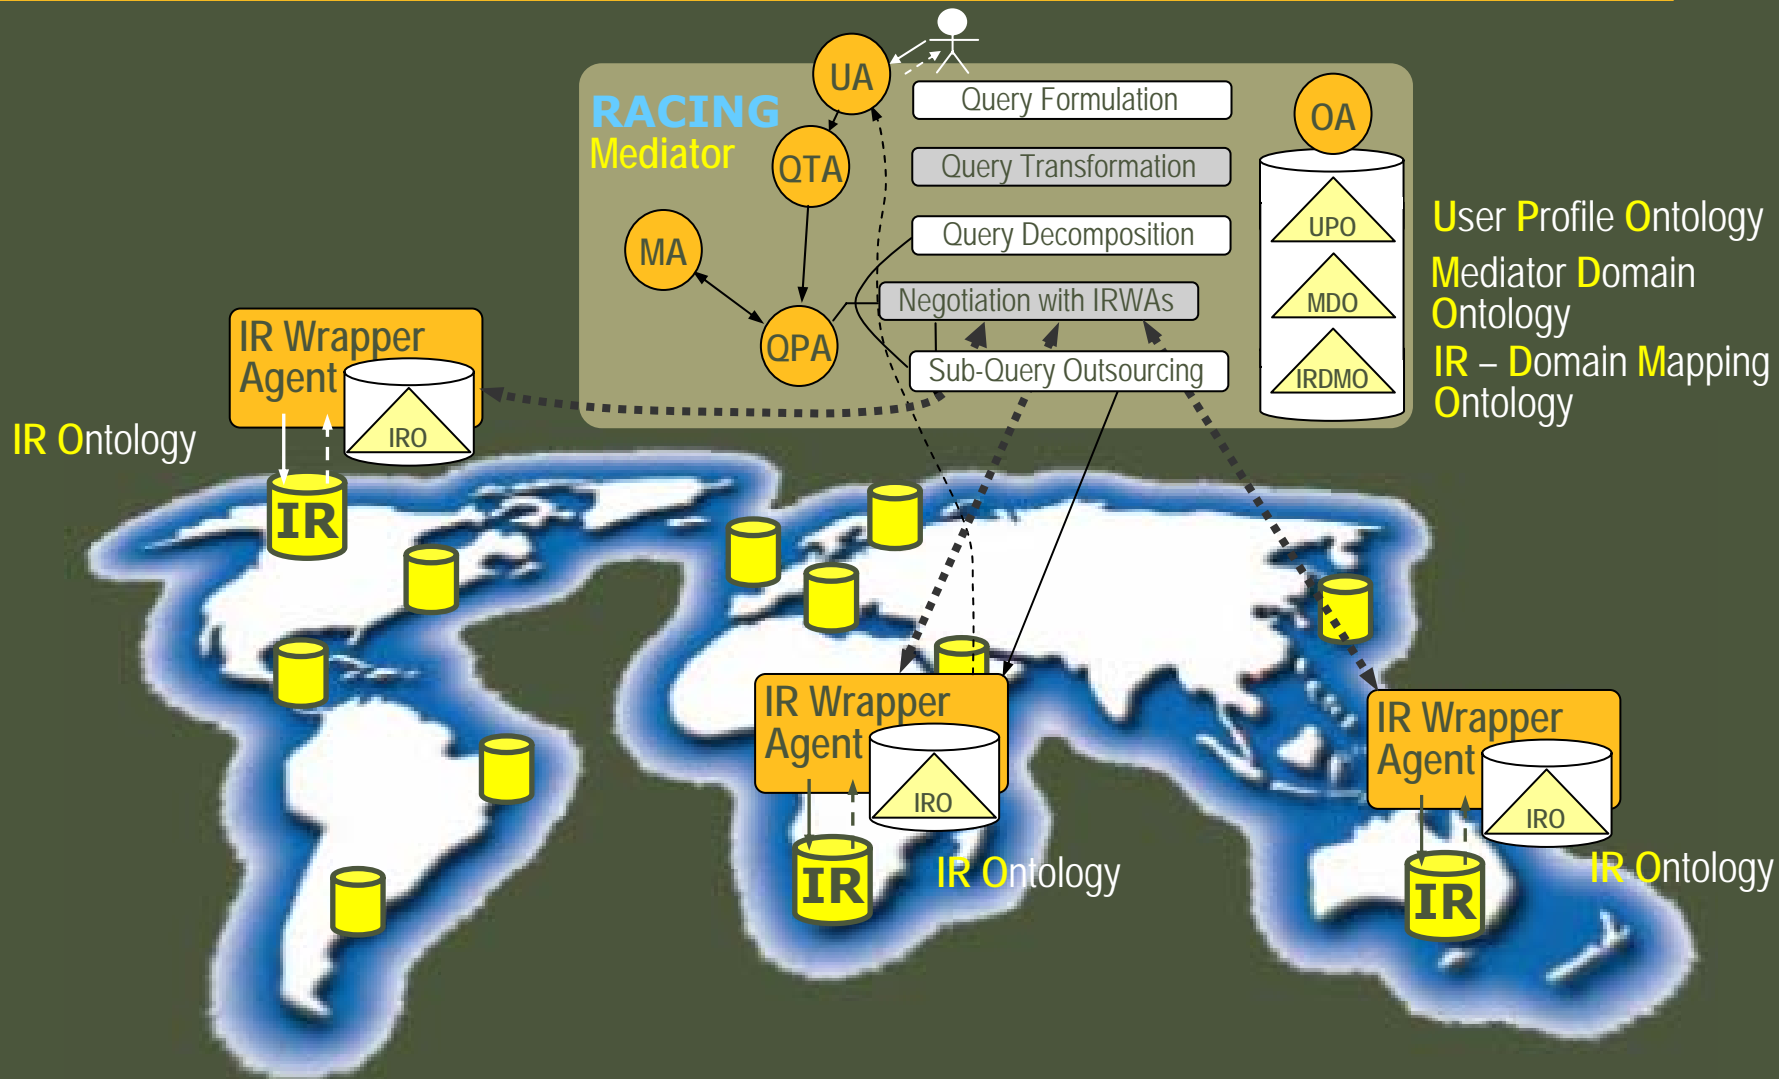 RACING
Mediator
UA
QTA
MA
QPA
Query Formulation
Query Transformation
Query Decomposition
Negotiation with IRWAs
Sub-Query Outsourcing
OA
UPO
MDO
IRDMO
User Profile Ontology
Mediator Domain
Ontology
IR – Domain Mapping
Ontology
IR Wrapper
Agent
IRO
IR Ontology
IR
IR Wrapper
Agent
IRO
IR
IR Ontology
IR Wrapper
Agent
IRO
IR Ontology
IR